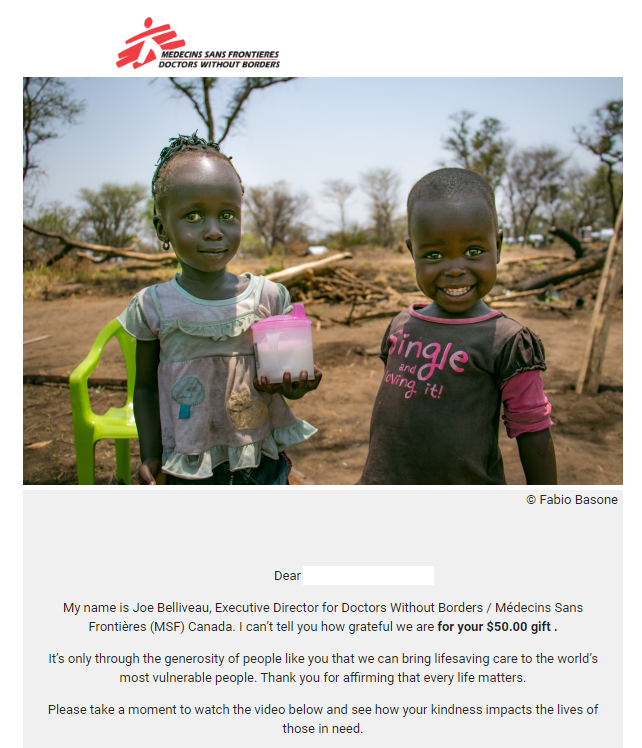 MEDECINS SANS FRONTIERES
DOCTORS WITHOUT BORDERS
Single
and
loving it!
© Fabio Basone
Dear
My name is Joe Belliveau, Executive Director for Doctors Without Borders / Médecins Sans
Frontières (MSF) Canada. I can’t tell you how grateful we are for your $50.00 gift .
It’s only through the generosity of people like you that we can bring lifesaving care to the world’s
most vulnerable people. Thank you for affirming that every life matters.
Please take a moment to watch the video below and see how your kindness impacts the lives of
those in need.